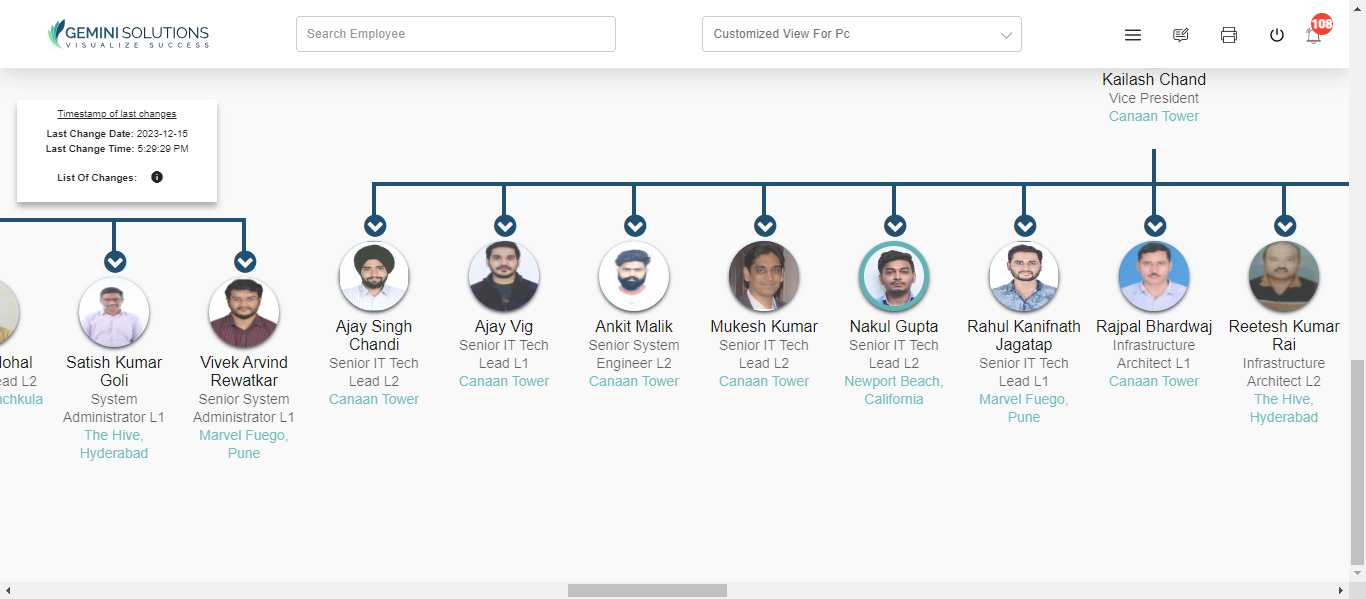 GEMINI SOLUTIONS
VISUALIZE SUCCESS
Search Employee
Customized View For Pc
108
Kailash Chand
Vice President
Canaan Tower
Timestamp of last changes
Last Change Date: 2023-12-15
Last Change Time: 5:29:29 PM
List Of Changes:
ead L2
chkula
Satish Kumar
Goli
System
Administrator L1
The Hive,
Hyderabad
Vivek Arvind
Rewatkar
Senior System
Administrator L1
Marvel Fuego,
Pune
Ajay Singh
Chandi
Senior IT Tech
Lead L2
Canaan Tower
Ajay Vig
Senior IT Tech
Lead L1
Canaan Tower
Ankit Malik
Senior System
Engineer L2
Canaan Tower
Mukesh Kumar
Senior IT Tech
Lead L2
Canaan Tower
Nakul Gupta
Senior IT Tech
Lead L2
Newport Beach,
California
Rahul Kanifnath
Jagatap
Senior IT Tech
Lead L1
Marvel Fuego,
Pune
Rajpal Bhardwaj
Infrastructure
Architect L1
Canaan Tower
Reetesh Kumar
Rai
Infrastructure
Architect L2
The Hive,
Hyderabad